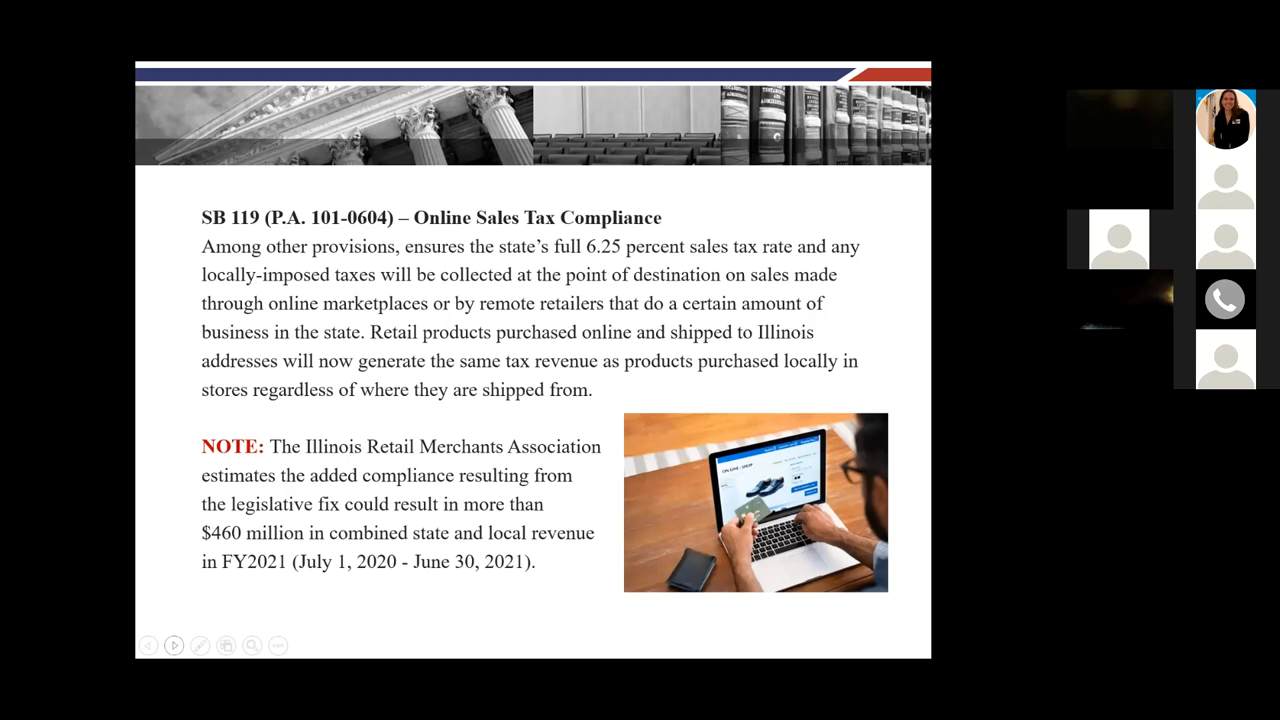 SB 119 (P.A. 101-0604) – Online Sales Tax Compliance
Among other provisions, ensures the state’s full 6.25 percent sales tax rate and any
locally-imposed taxes will be collected at the point of destination on sales made
through online marketplaces or by remote retailers that do a certain amount of
business in the state. Retail products purchased online and shipped to Illinois
addresses will now generate the same tax revenue as products purchased locally in
stores regardless of where they are shipped from.
NOTE: The Illinois Retail Merchants Association
estimates the added compliance resulting from
the legislative fix could result in more than
$460 million in combined state and local revenue
in FY2021 (July 1, 2020 - June 30, 2021).
ON LINE - SHOP